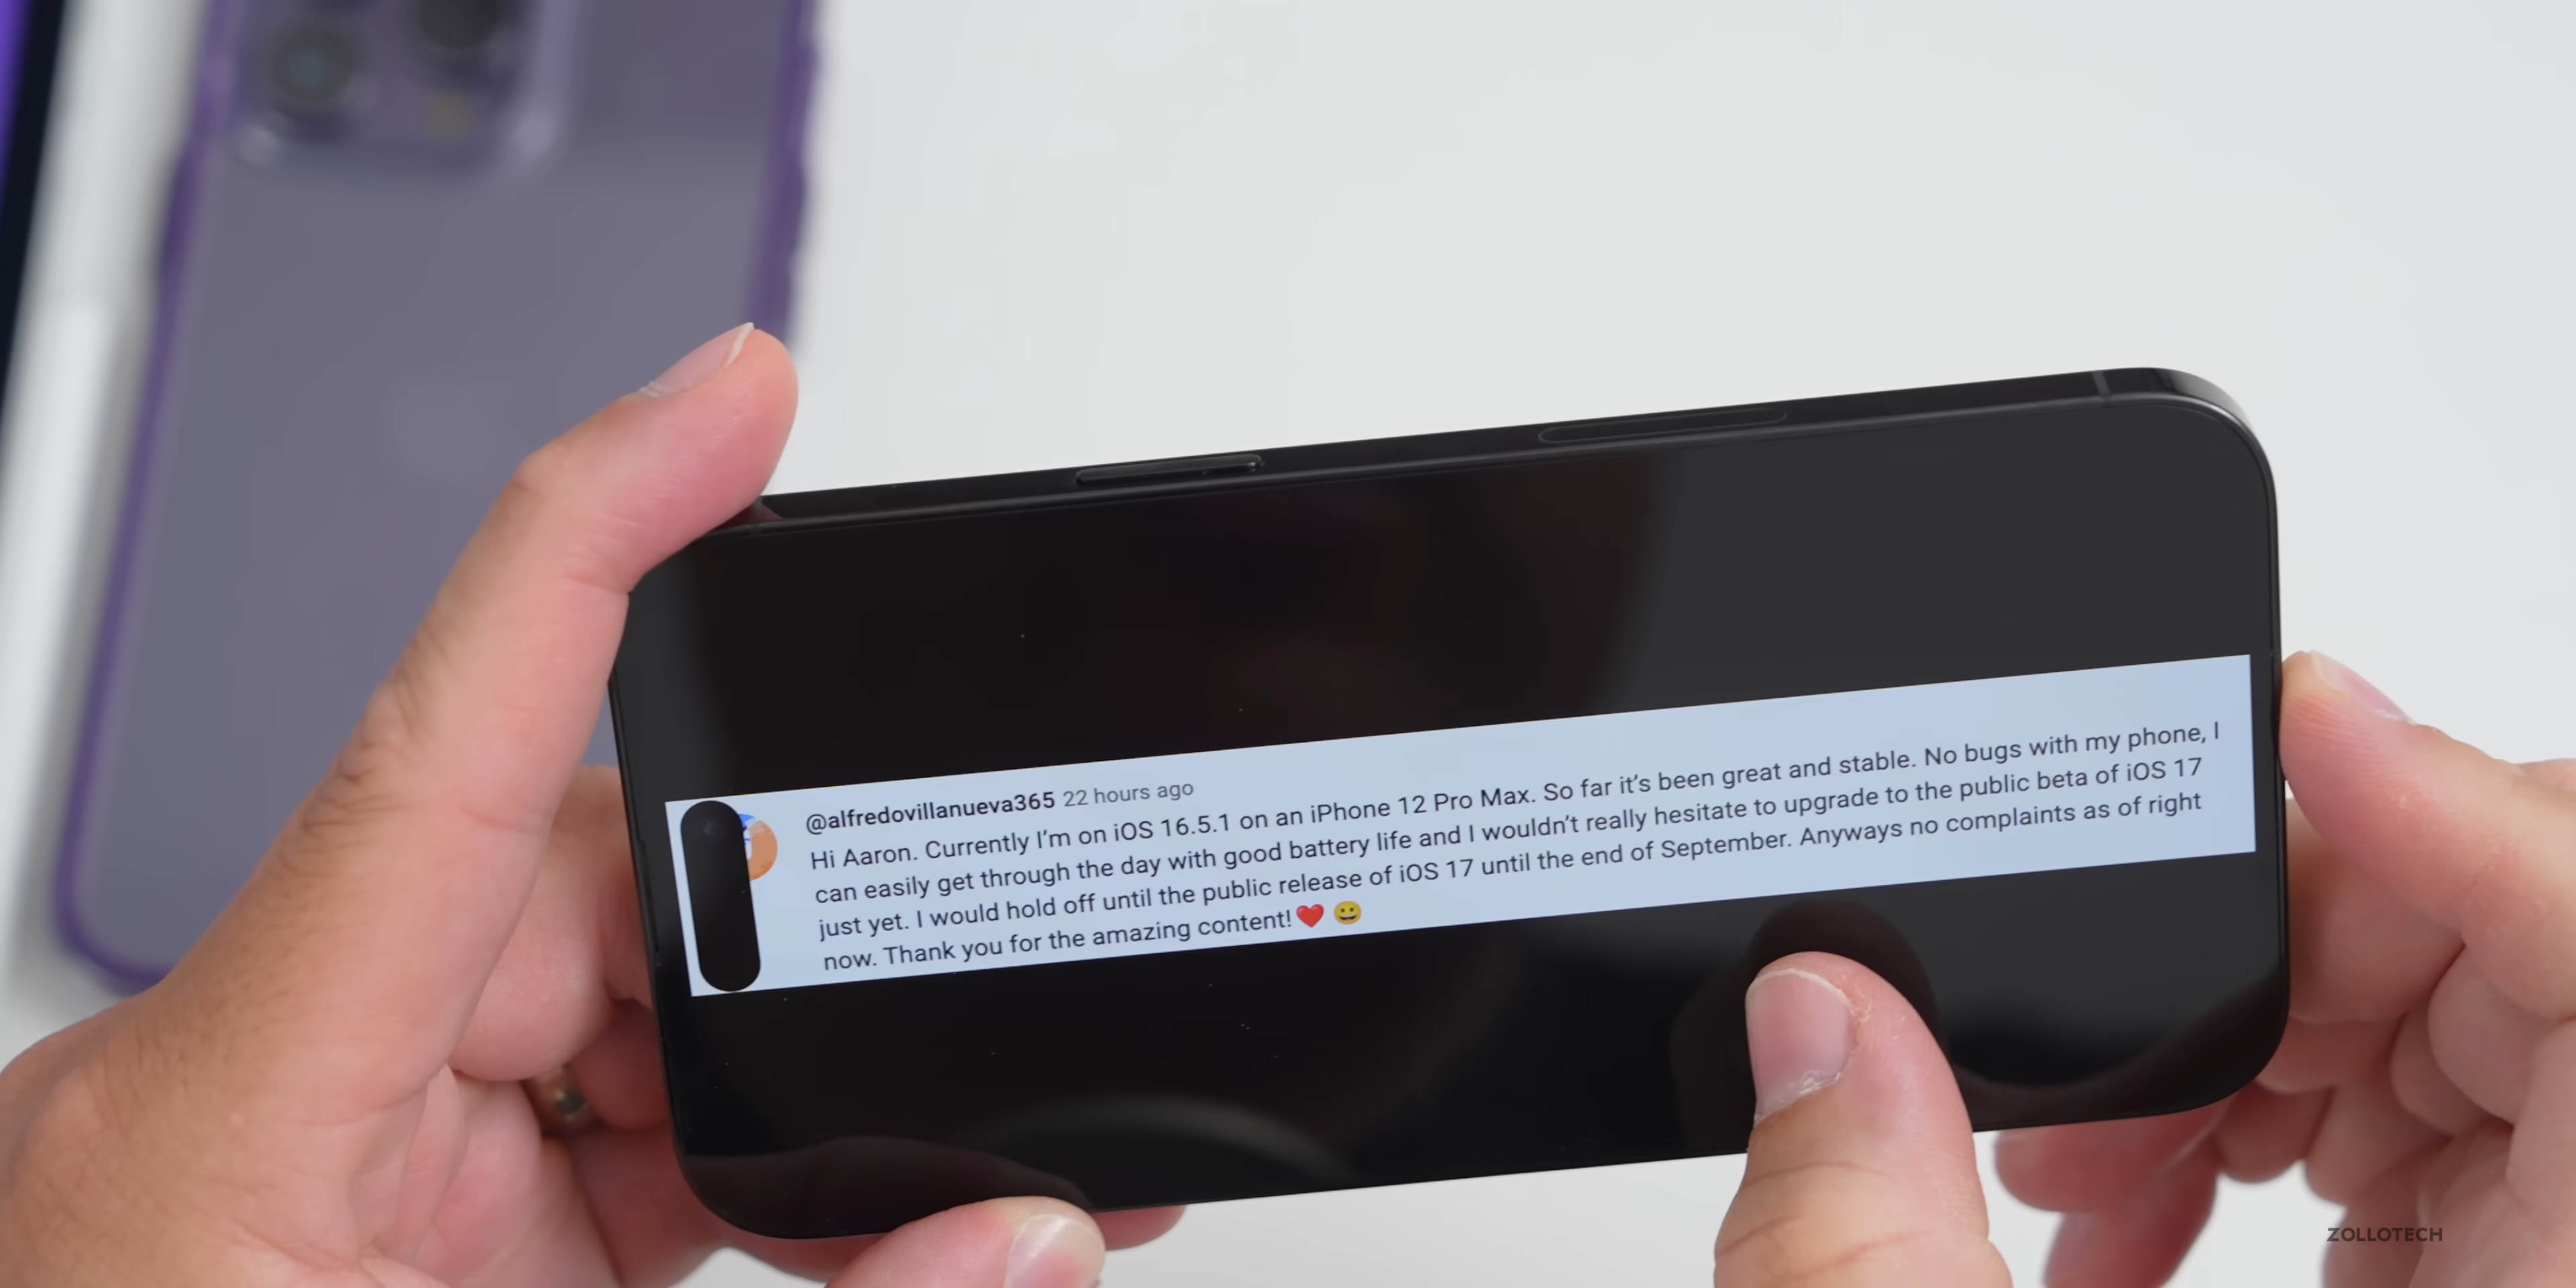 @alfredovillanueva365 22 hours ago
Hi Aaron. Currently I'm on iOS 16.5.1 on an iPhone 12 Pro Max. So far it's been great and stable. No bugs with my phone, I
can easily get through the day with good battery life and I wouldn't really hesitate to upgrade to the public beta of iOS 17
just yet. I would hold off until the public release of iOS 17 until the end of September. Anyways no complaints as of right
now. Thank you for the amazing content!❤️ 😀
ZOLLOTECH